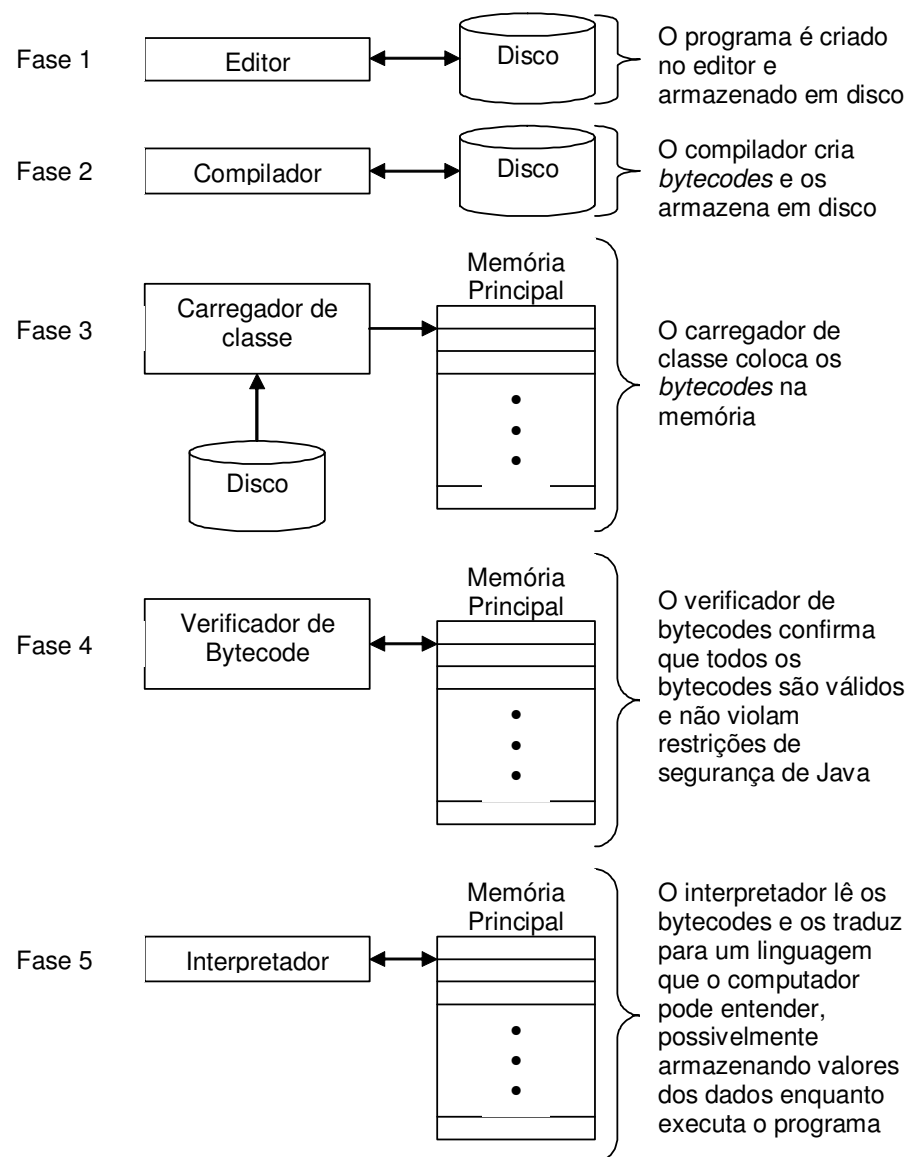 Fase 1
Editor
Disco
O programa é criado
no editor e
armazenado em disco
Fase 2
Compilador
Disco
O compilador cria
bytecodes e os
armazena em disco
Fase 3
Carregador de
classe
Disco
Memória
Principal
O carregador de
classe coloca os
bytecodes na
memória
Fase 4
Verificador de
Bytecode
Memória
Principal
O verificador de
bytecodes confirma
que todos os
bytecodes são válidos
e não violam
restrições de
segurança de Java
Fase 5
Interpretador
Memória
Principal
O interpretador lê os
bytecodes e os traduz
para um linguagem
que o computador
pode entender,
possivelmente
armazenando valores
dos dados enquanto
executa o programa